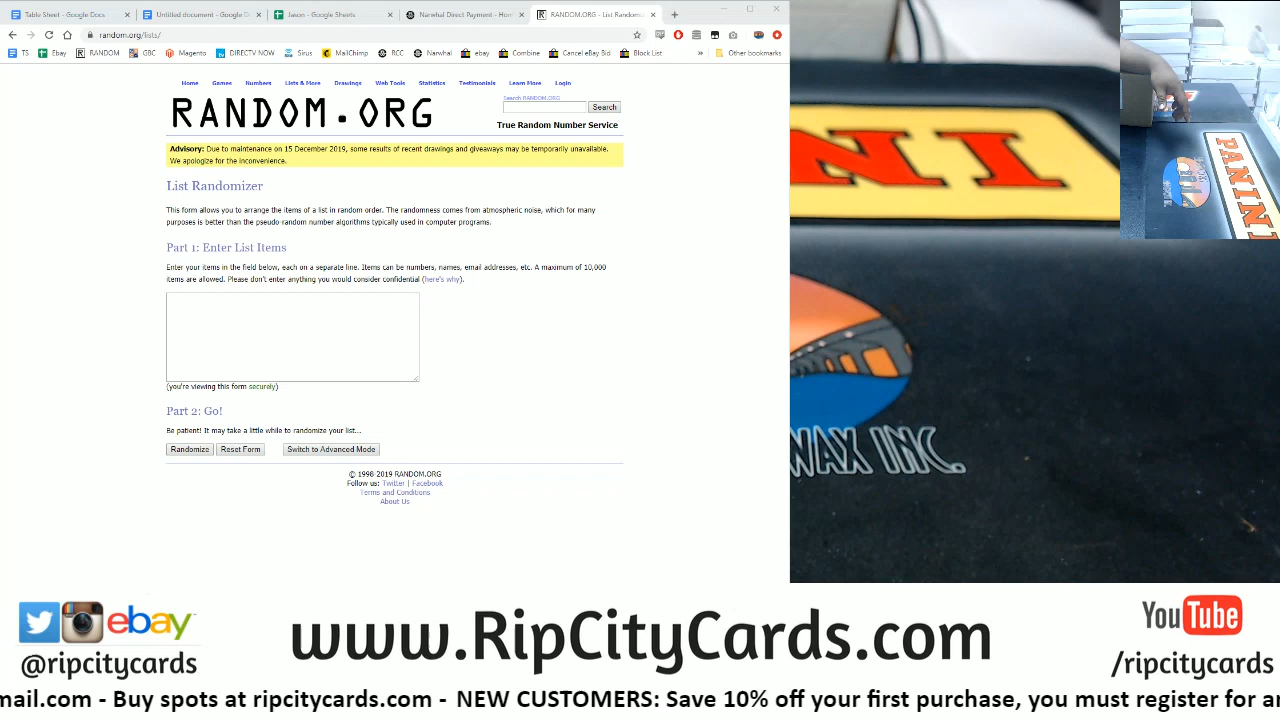 Table Sheet - Google Docs
Untitled document - Google D
Jason - Google Sheets
Narwhal Direct Payment - Hom
RANDOM.ORG - List Randomiz
random.org/lists/
TS
Ebay
RANDOM
GBC
Magento
DIRECTV NOW
Sirus
MailChimp
RCC
Narwhal
ebay
Combine
Cancel eBay Bid
Block List
»
Other bookmarks
Home Games Numbers Lists & More Drawings Web Tools Statistics Testimonials Learn More Login
RANDOM.ORG
Search RANDOM.ORG
Search
True Random Number Service
Advisory: Due to maintenance on 15 December 2019, some results of recent drawings and giveaways may be temporarily unavailable.
We apologize for the inconvenience.
List Randomizer
This form allows you to arrange the items of a list in random order. The randomness comes from atmospheric noise, which for many
purposes is better than the pseudo-random number algorithms typically used in computer programs.
Part 1: Enter List Items
Enter your items in the field below, each on a separate line. Items can be numbers, names, email addresses, etc. A maximum of 10,000
items are allowed. Please don't enter anything you would consider confidential (here's why).
(you're viewing this form securely)
Part 2: Go!
Be patient! It may take a little while to randomize your list...
Randomize Reset Form Switch to Advanced Mode
© 1998-2019 RANDOM.ORG
Follow us: Twitter | Facebook
Terms and Conditions
About Us
NI
WAX INC.
PANINI
ebay
@ripcitycards
www.RipCityCards.com
YouTube
/ripcitycards
mail.com - Buy spots at ripcitycards.com - NEW CUSTOMERS: Save 10% off your first purchase, you must register for an